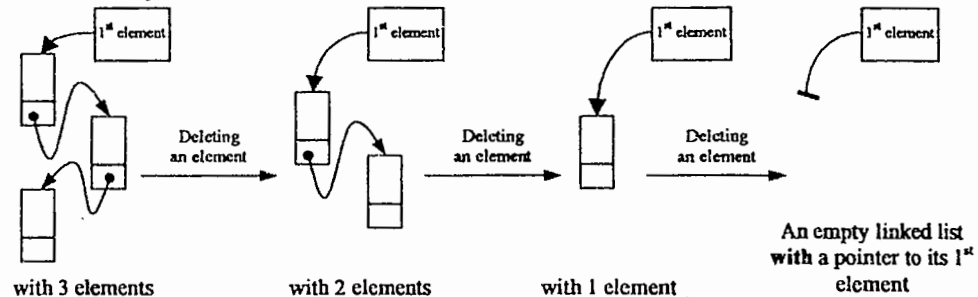 1st element
1st element
1st element
1st element
Deleting
an element
Deleting
an element
Deleting
an element
An empty linked list
with a pointer to its 1st
element
with 3 elements
with 2 elements
with 1 element